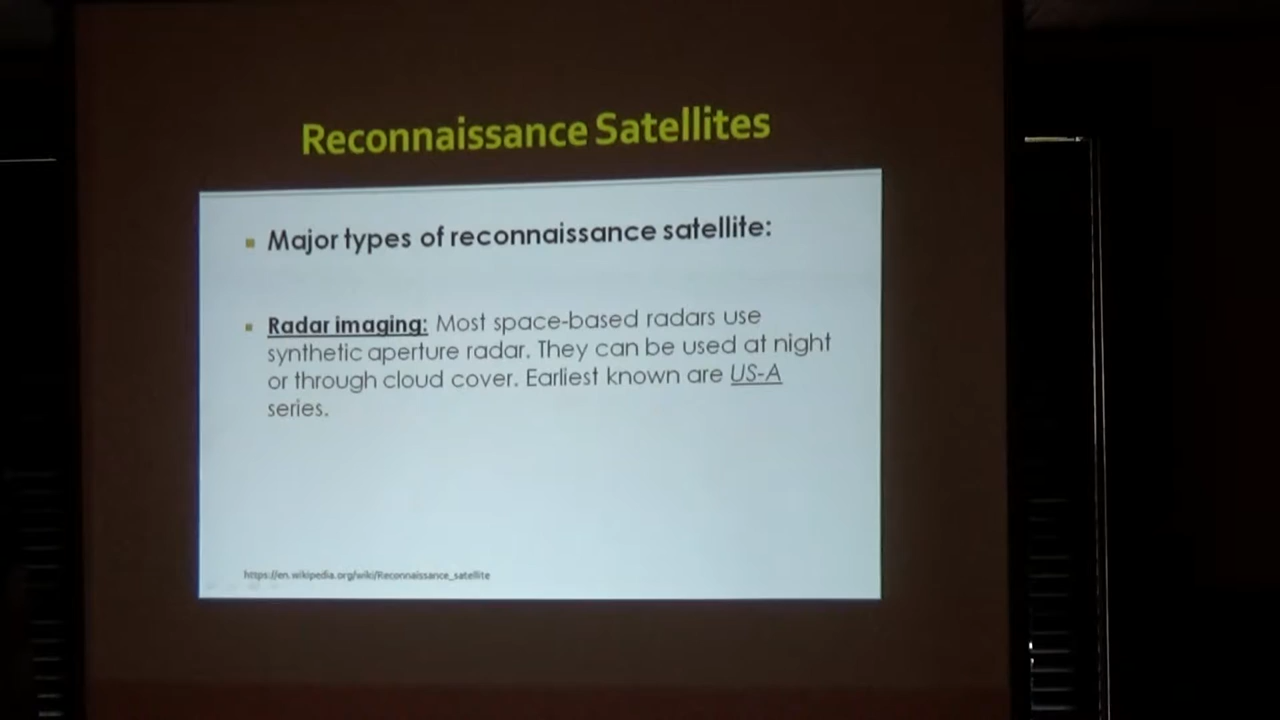 Reconnaissance Satellites
Major types of reconnaissance satellite:
Radar imaging: Most space-based radars use
synthetic aperture radar. They can be used at night
or through cloud cover. Earliest known are US-A
series.
https://en.wikipedia.org/wiki/Reconnaissance_satellite